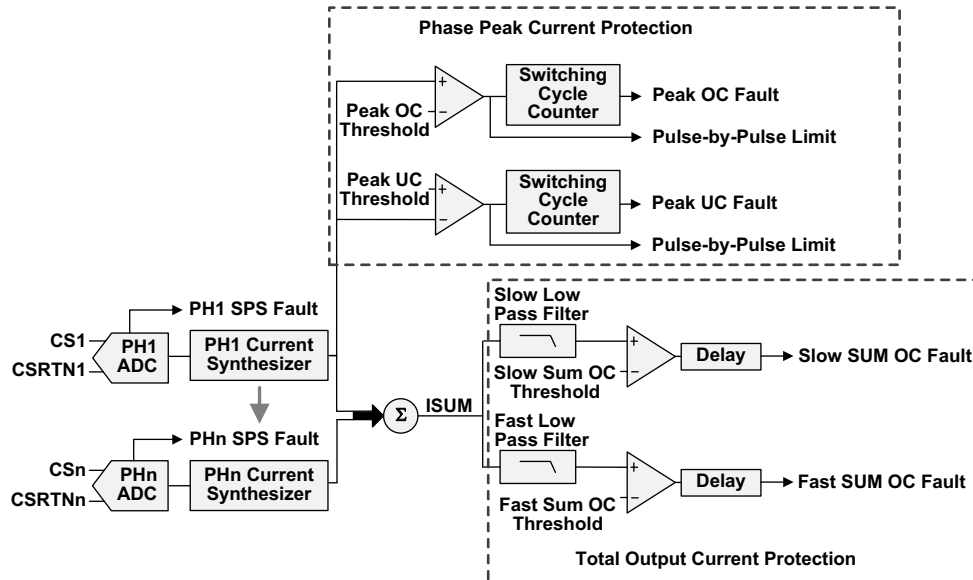 Phase Peak Current Protection
+
Peak OC
Threshold
−
Switching
Cycle
Counter
Peak OC Fault
Pulse-by-Pulse Limit
Peak UC
Threshold
+
−
Switching
Cycle
Counter
Peak UC Fault
Pulse-by-Pulse Limit
PH1 SPS Fault
CS1
CSRTN1
PH1
ADC
PH1 Current
Synthesizer
PHn SPS Fault
CSn
CSRTNn
PHn
ADC
PHn Current
Synthesizer
Σ
ISUM
Slow Low
Pass Filter
+
−
Slow Sum OC
Threshold
Delay
Slow SUM OC Fault
Fast Low
Pass Filter
+
−
Fast Sum OC
Threshold
Delay
Fast SUM OC Fault
Total Output Current Protection